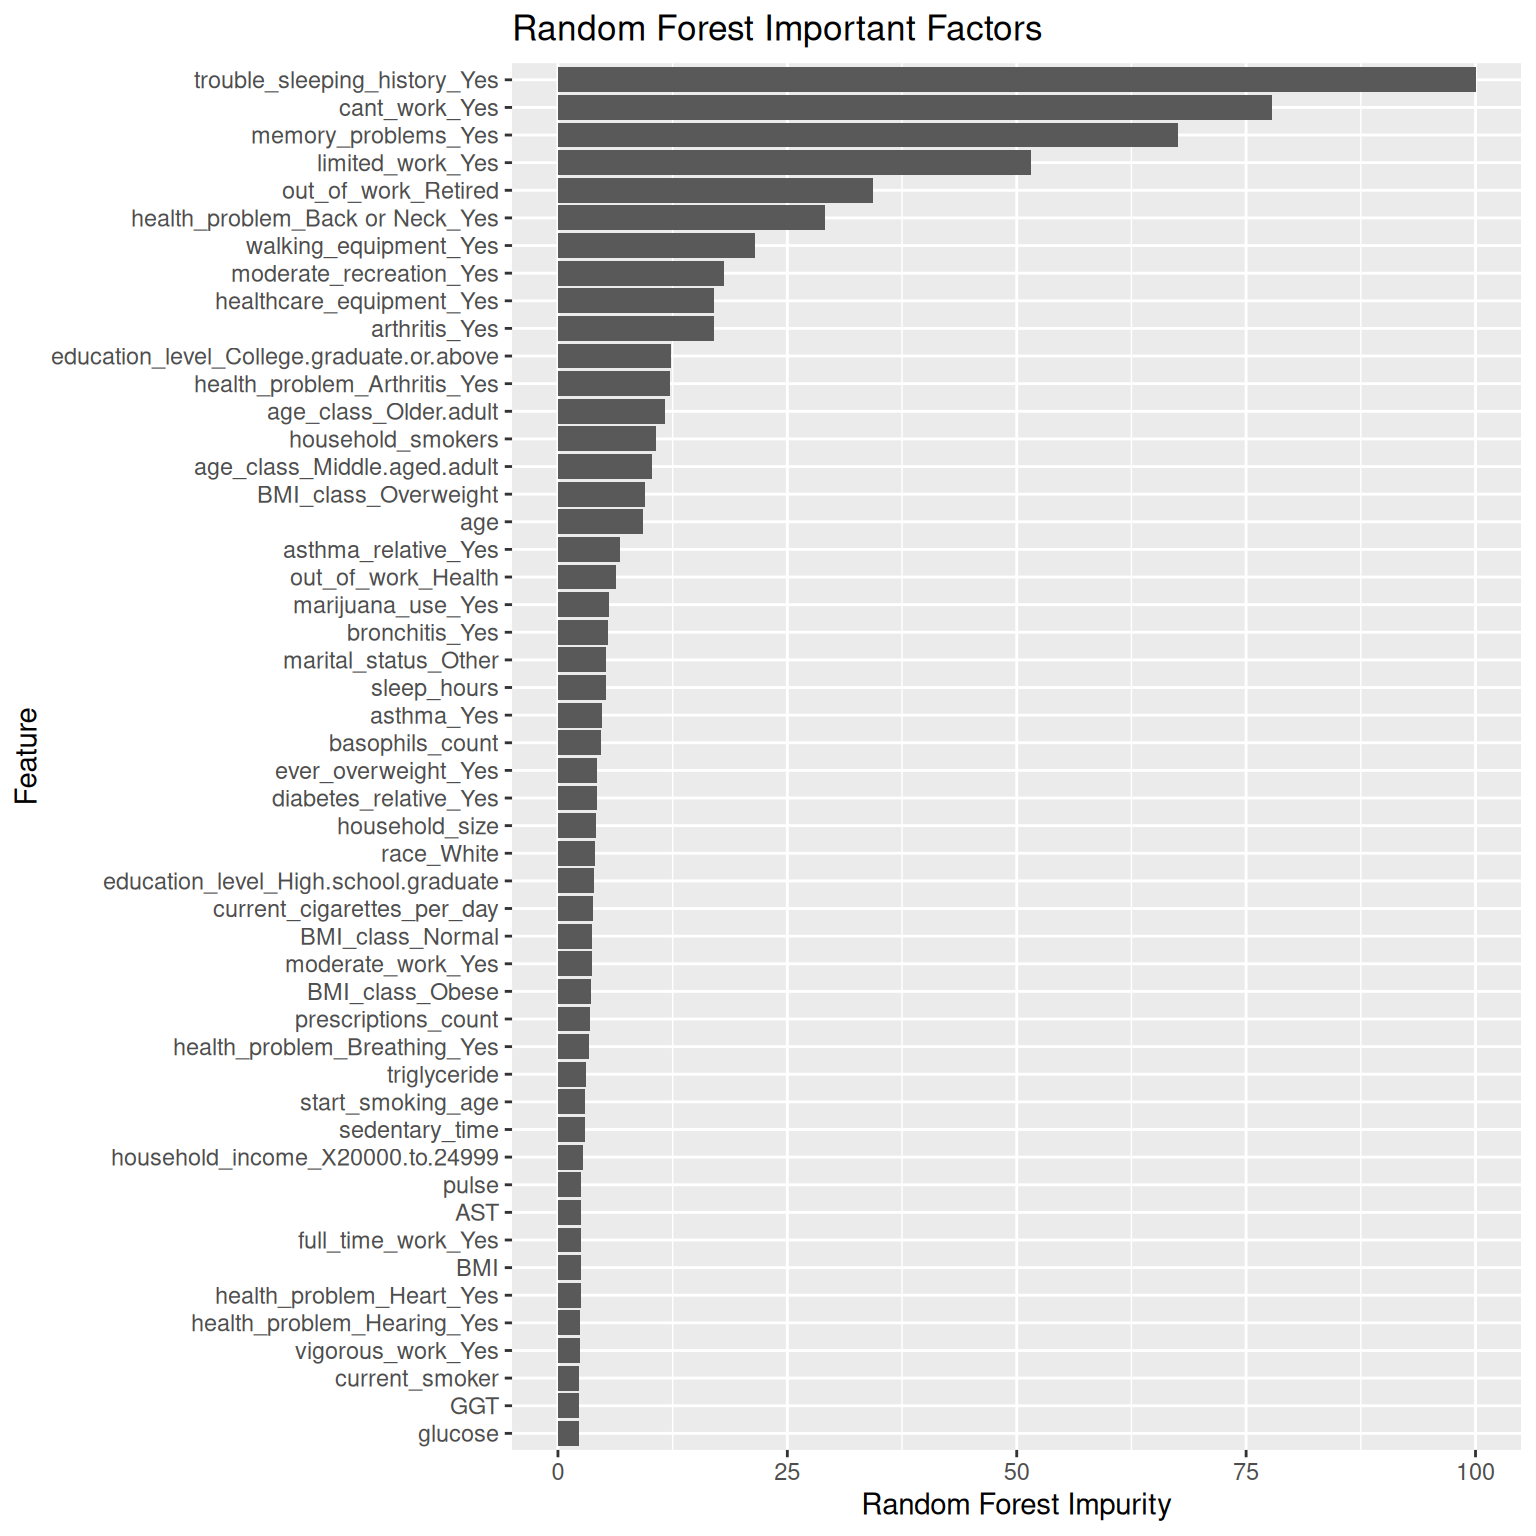 Random Forest Important Factors
trouble_sleeping_history_Yes
cant_work_Yes
memory_problems_Yes
limited_work_Yes
out_of_work_Retired
health_problem_Back or Neck_Yes
walking_equipment_Yes
moderate_recreation_Yes
healthcare_equipment_Yes
arthritis_Yes
education_level_College.graduate.or.above
health_problem_Arthritis_Yes
age_class_Older.adult
household_smokers
age_class_Middle.aged.adult
BMI_class_Overweight
age
asthma_relative_Yes
out_of_work_Health
marijuana_use_Yes
bronchitis_Yes
marital_status_Other
sleep_hours
asthma_Yes
basophils_count
ever_overweight_Yes
diabetes_relative_Yes
household_size
race_White
education_level_High.school.graduate
current_cigarettes_per_day
BMI_class_Normal
moderate_work_Yes
BMI_class_Obese
prescriptions_count
health_problem_Breathing_Yes
triglyceride
start_smoking_age
sedentary_time
household_income_X20000.to.24999
pulse
AST
full_time_work_Yes
BMI
health_problem_Heart_Yes
health_problem_Hearing_Yes
vigorous_work_Yes
current_smoker
GGT
glucose
Feature
0 25 50 75 100
Random Forest Impurity